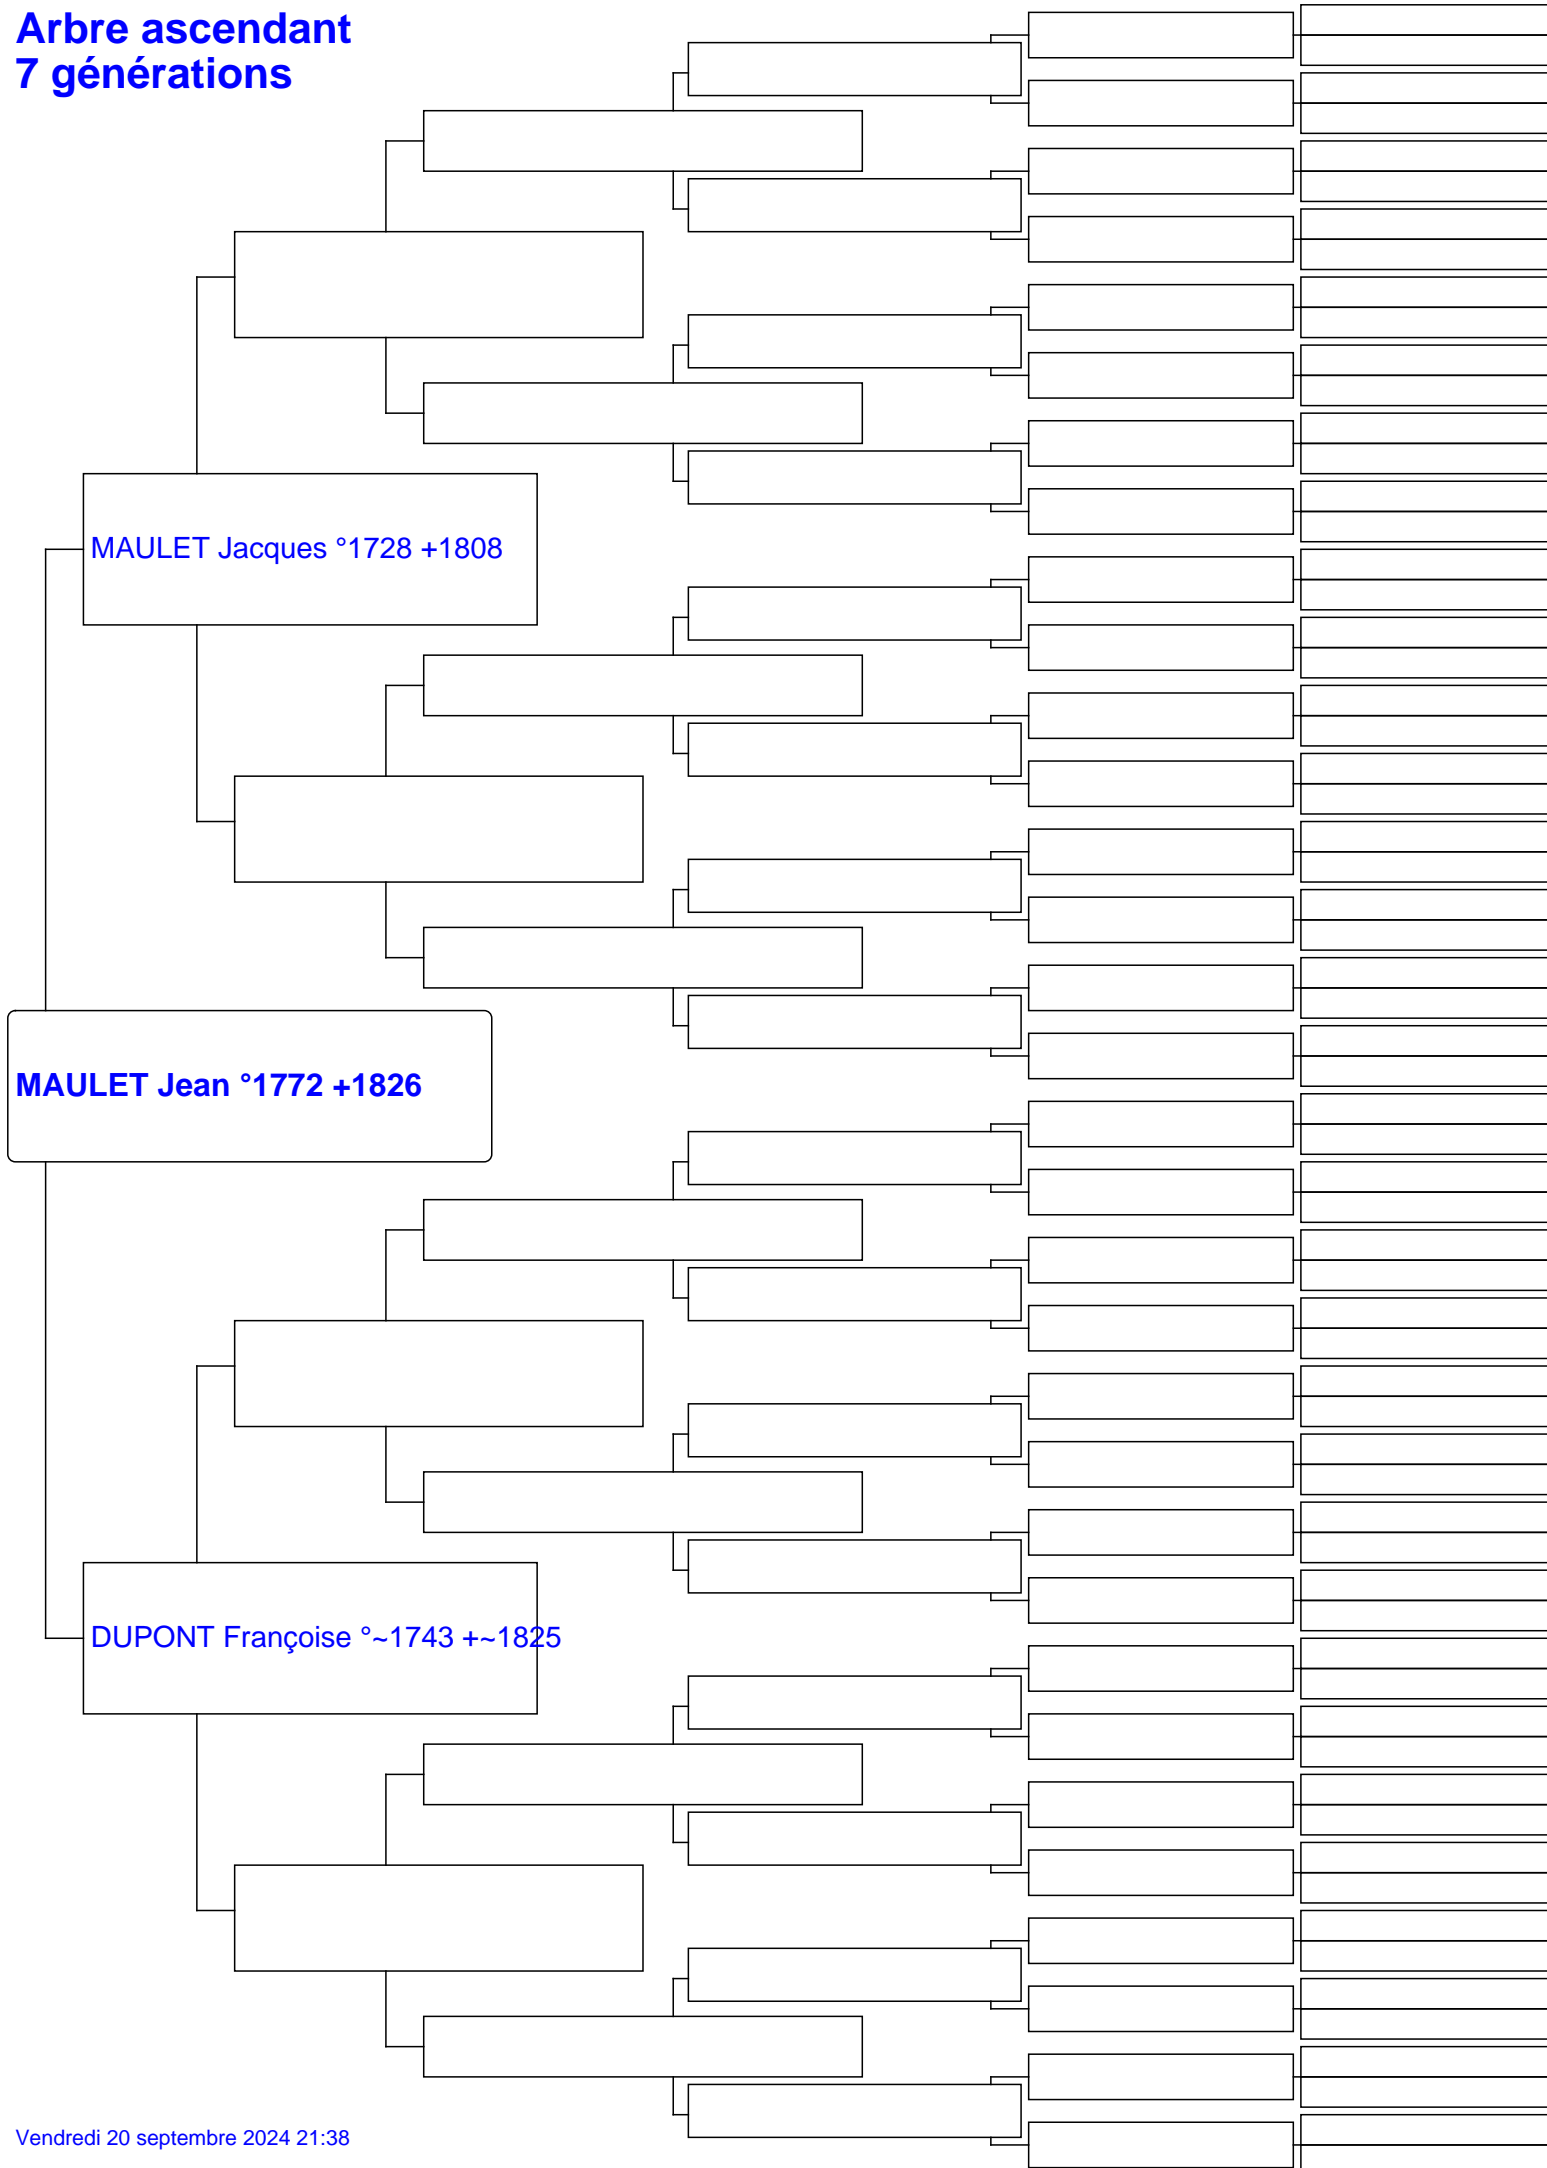 Arbre ascendant
7 générations
MAULET Jacques °1728 +1808
MAULET Jean °1772 +1826
DUPONT Françoise °~1743 +~1825
Vendredi 20 septembre 2024 21:38